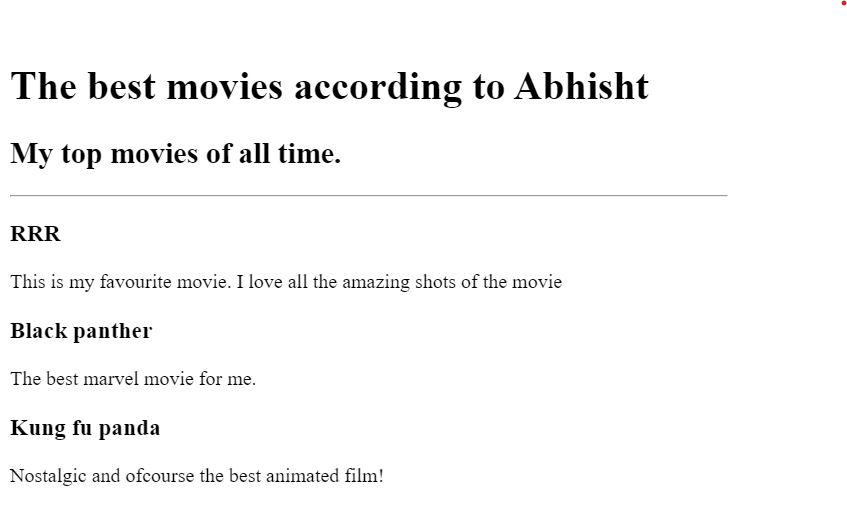 The best movies according to Abhisht
My top movies of all time.
RRR
This is my favourite movie. I love all the amazing shots of the movie
Black panther
The best marvel movie for me.
Kung fu panda
Nostalgic and ofcourse the best animated film!